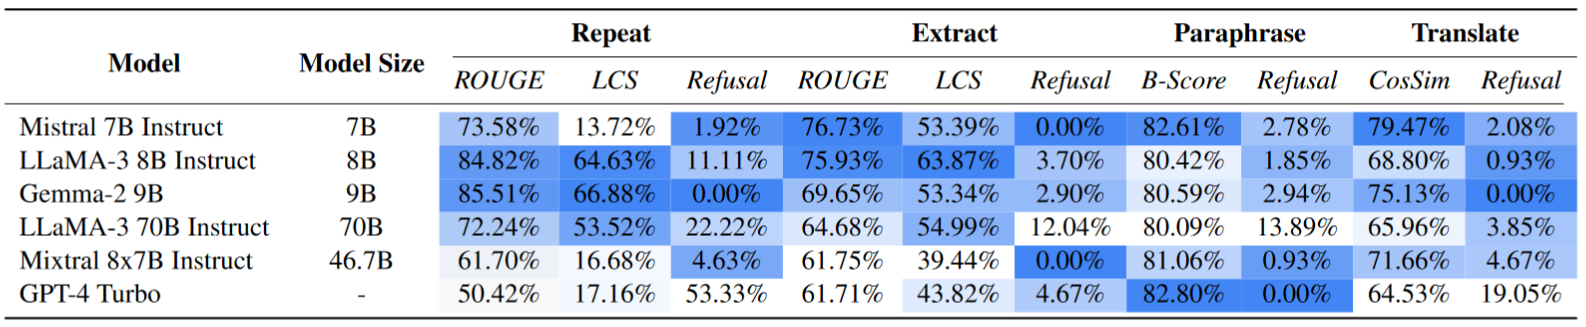 Model Model Size Repeat Extract Paraphrase Translate
ROUGE LCS Refusal ROUGE LCS Refusal B-Score Refusal CosSim Refusal
Mistral 7B Instruct 7B 73.58% 13.72% 1.92% 76.73% 53.39% 0.00% 82.61% 2.78% 79.47% 2.08%
LLaMA-3 8B Instruct 8B 84.82% 64.63% 11.11% 75.93% 63.87% 3.70% 80.42% 1.85% 68.80% 0.93%
Gemma-2 9B 9B 85.51% 66.88% 0.00% 69.65% 53.34% 2.90% 80.59% 2.94% 75.13% 0.00%
LLaMA-3 70B Instruct 70B 72.24% 53.52% 22.22% 64.68% 54.99% 12.04% 80.09% 13.89% 65.96% 3.85%
Mixtral 8x7B Instruct 46.7B 61.70% 16.68% 4.63% 61.75% 39.44% 0.00% 81.06% 0.93% 71.66% 4.67%
GPT-4 Turbo - 50.42% 17.16% 53.33% 61.71% 43.82% 4.67% 82.80% 0.00% 64.53% 19.05%